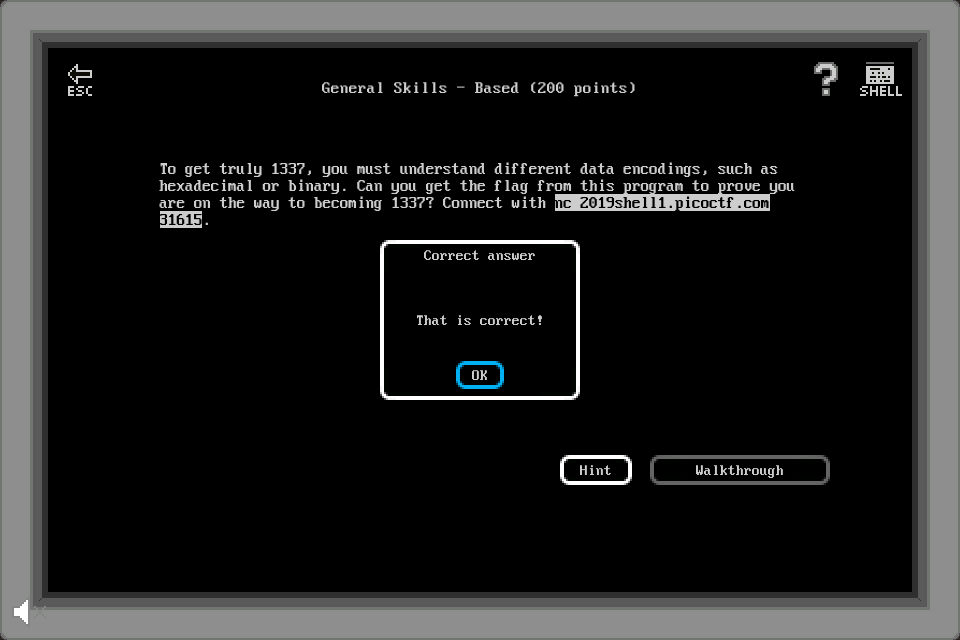 ESC
General Skills - Based (200 points)
?
SHELL
To get truly 1337, you must understand different data encodings, such as
hexadecimal or binary. Can you get the flag from this program to prove you
are on the way to becoming 1337? Connect with nc 2019shell1.picoctf.com
31615.
Correct answer
That is correct!
OK
Hint
Walkthrough